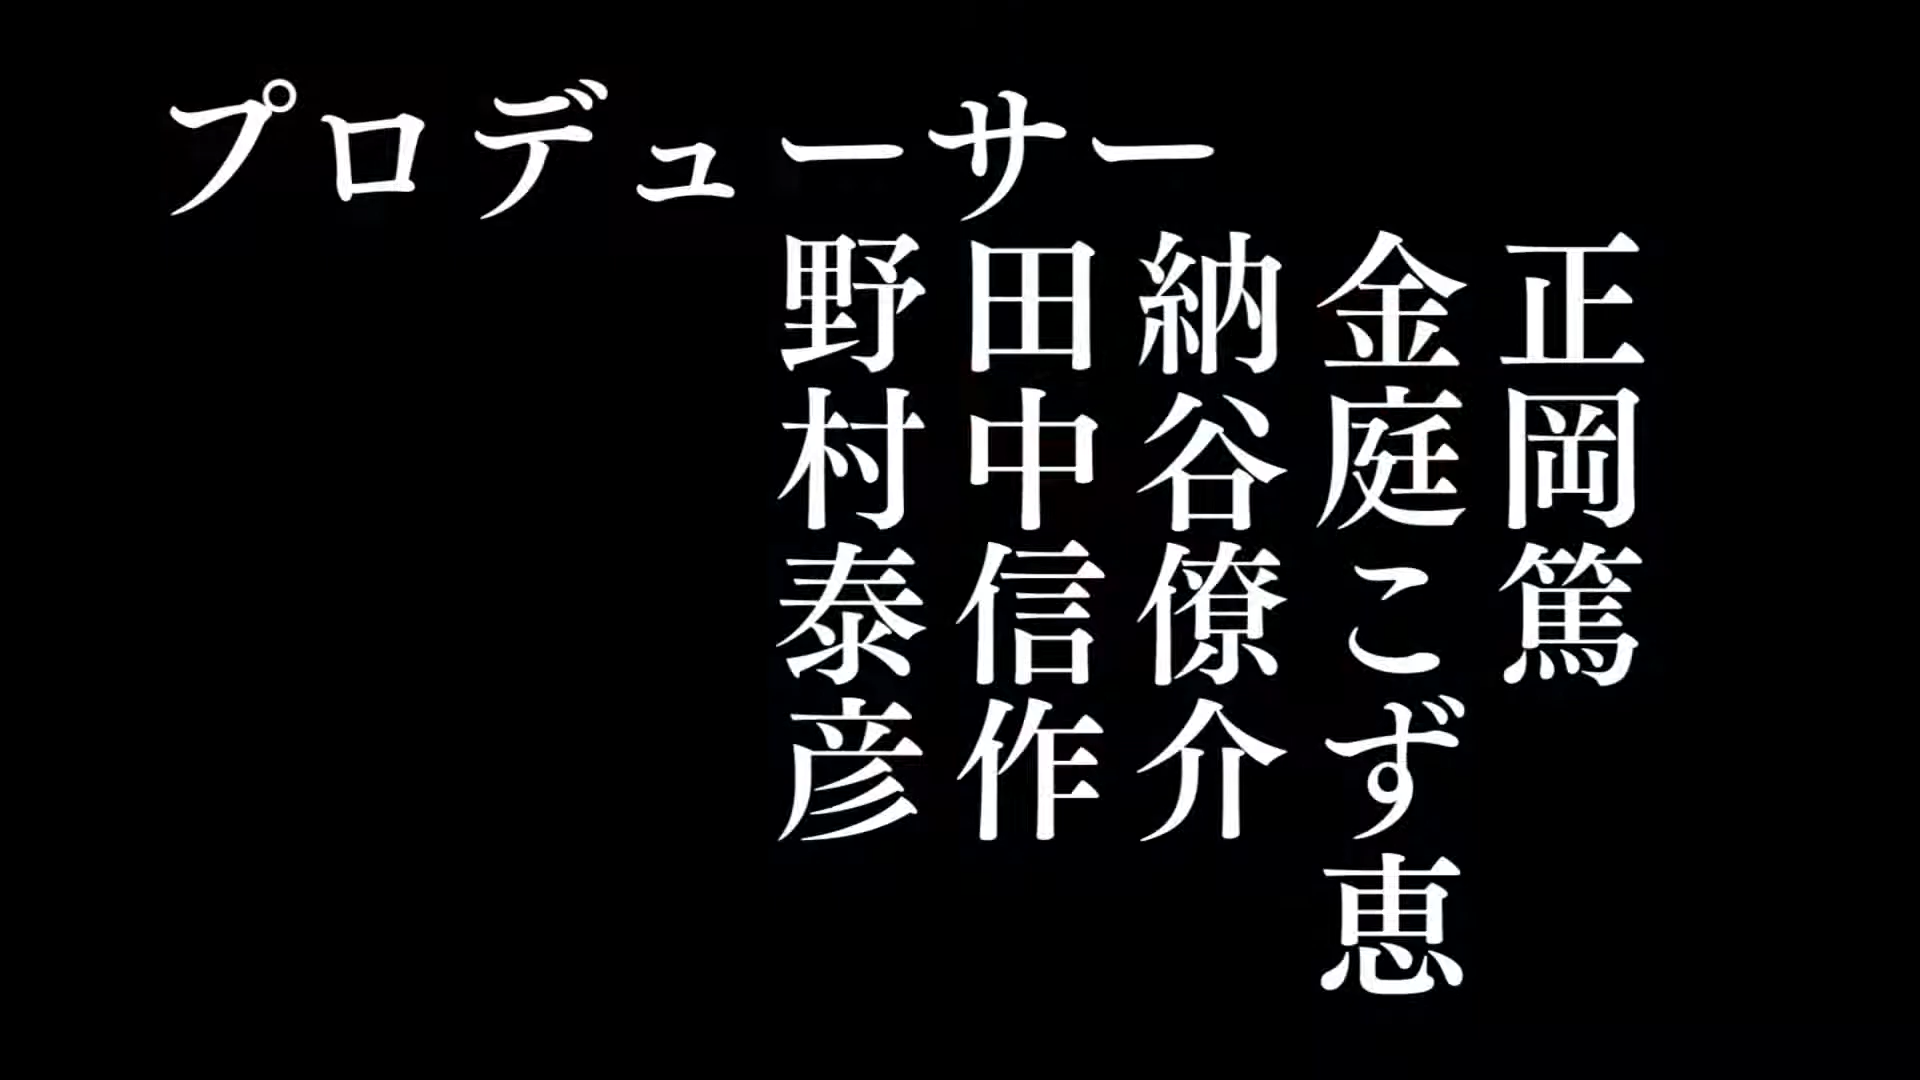 プロデューサー
正岡篤
金庭こず恵
納谷僚介
田中信作
野村泰彦